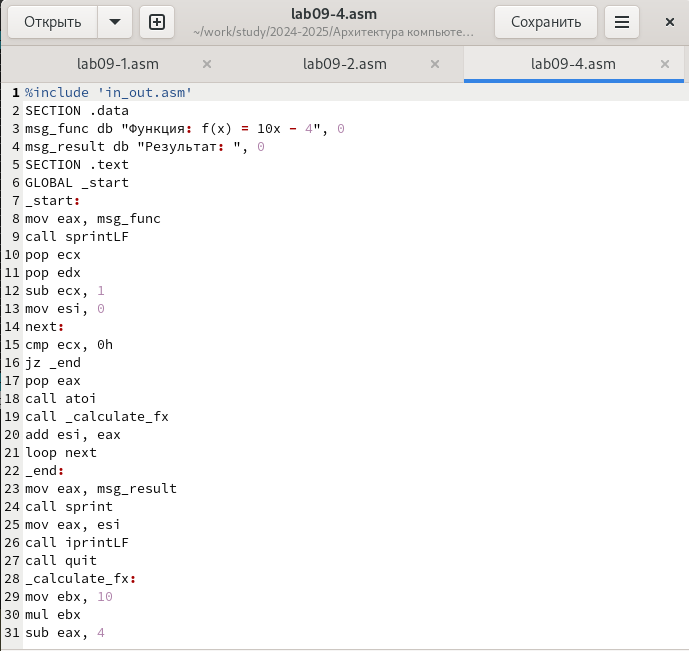 Открыть
lab09-4.asm
~/work/study/2024-2025/Архитектура компьюте…
Сохранить
lab09-1.asm
lab09-2.asm
lab09-4.asm
1 %include 'in_out.asm'
2 SECTION .data
3 msg_func db "Функция: f(x) = 10x - 4", 0
4 msg_result db "Результат: ", 0
5 SECTION .text
6 GLOBAL _start
7 _start:
8 mov eax, msg_func
9 call sprintLF
10 pop ecx
11 pop edx
12 sub ecx, 1
13 mov esi, 0
14 next:
15 cmp ecx, 0h
16 jz _end
17 pop eax
18 call atoi
19 call _calculate_fx
20 add esi, eax
21 loop next
22 _end:
23 mov eax, msg_result
24 call sprint
25 mov eax, esi
26 call iprintLF
27 call quit
28 _calculate_fx:
29 mov ebx, 10
30 mul ebx
31 sub eax, 4